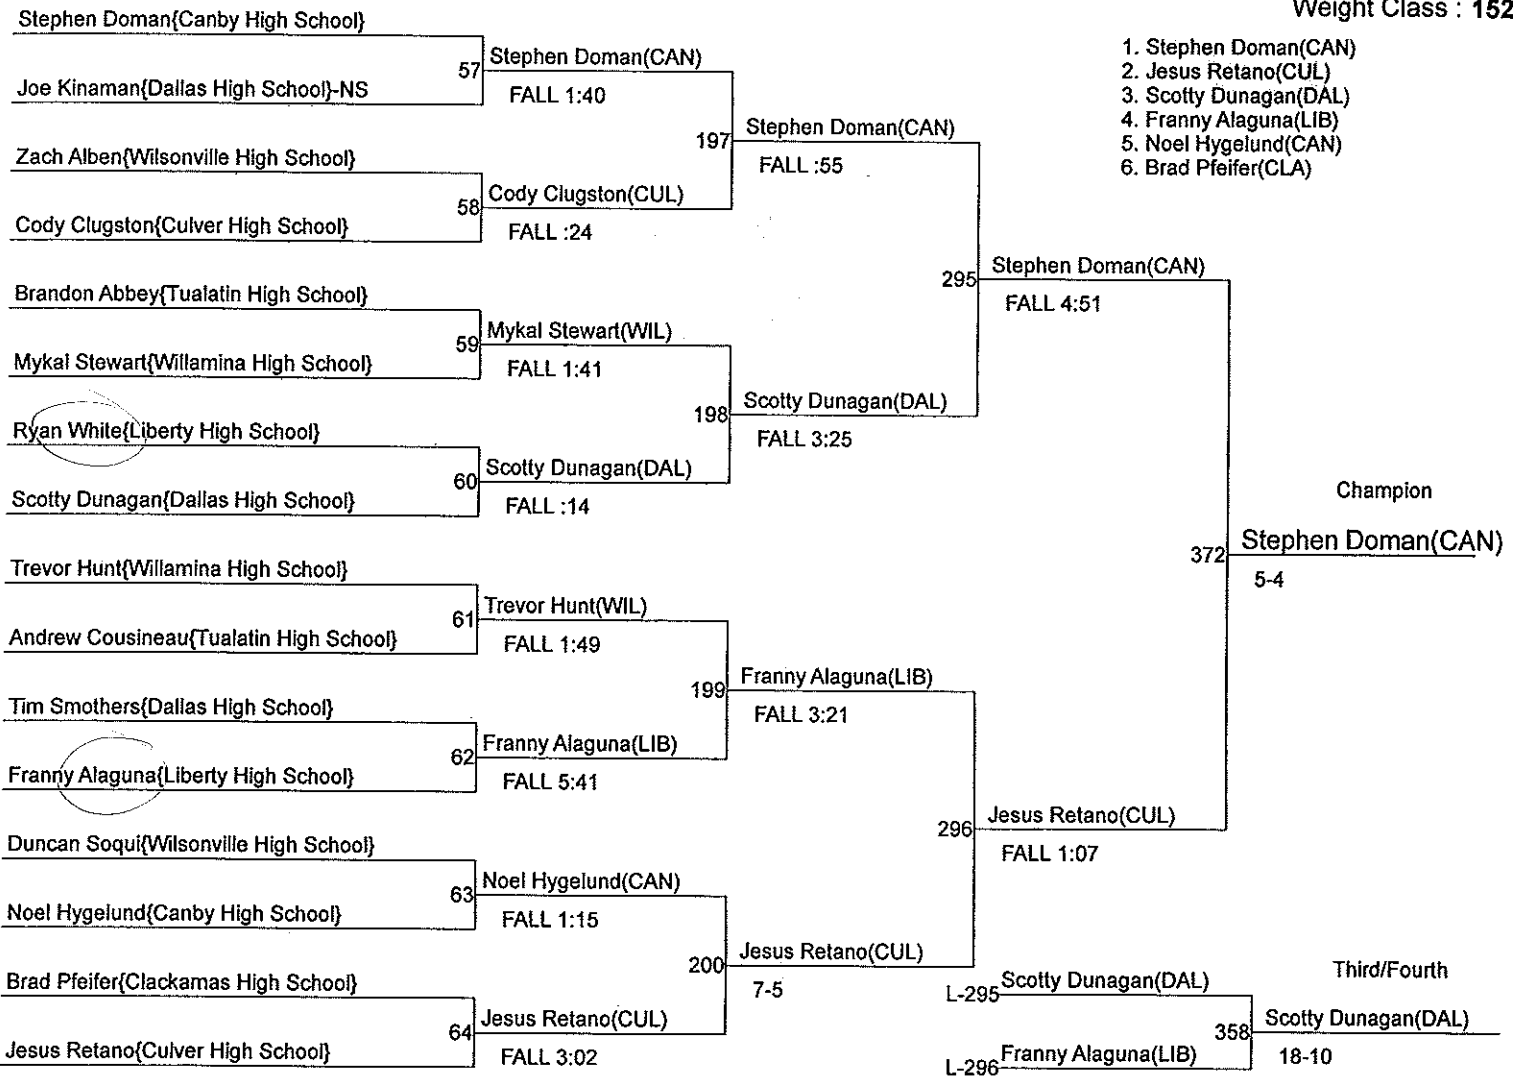 Weight Class : 152
1. Stephen Doman(CAN)
2. Jesus Retano(CUL)
3. Scotty Dunagan(DAL)
4. Franny Alaguna(LIB)
5. Noel Hygelund(CAN)
6. Brad Pfeifer(CLA)
Stephen Doman{Canby High School}
57 Stephen Doman(CAN)
Joe Kinaman{Dallas High School}-NS
FALL 1:40
197 Stephen Doman(CAN)
FALL :55
Zach Alben{Wilsonville High School}
58 Cody Clugston(CUL)
Cody Clugston{Culver High School}
FALL :24
295 Stephen Doman(CAN)
FALL 4:51
Brandon Abbey{Tualatin High School}
59 Mykal Stewart(WIL)
Mykal Stewart{Willamina High School}
FALL 1:41
198 Scotty Dunagan(DAL)
FALL 3:25
Ryan White{Liberty High School}
60 Scotty Dunagan(DAL)
Scotty Dunagan{Dallas High School}
FALL :14
Champion
372 Stephen Doman(CAN)
5-4
Trevor Hunt{Willamina High School}
61 Trevor Hunt(WIL)
Andrew Cousineau{Tualatin High School}
FALL 1:49
199 Franny Alaguna(LIB)
FALL 3:21
Tim Smothers{Dallas High School}
62 Franny Alaguna(LIB)
Franny Alaguna{Liberty High School}
FALL 5:41
296 Jesus Retano(CUL)
FALL 1:07
Duncan Soqui{Wilsonville High School}
63 Noel Hygelund(CAN)
Noel Hygelund{Canby High School}
FALL 1:15
200 Jesus Retano(CUL)
7-5
Brad Pfeifer{Clackamas High School}
64 Jesus Retano(CUL)
Jesus Retano{Culver High School}
FALL 3:02
Third/Fourth
L-295 Scotty Dunagan(DAL)
358 Scotty Dunagan(DAL)
L-296 Franny Alaguna(LIB)
18-10